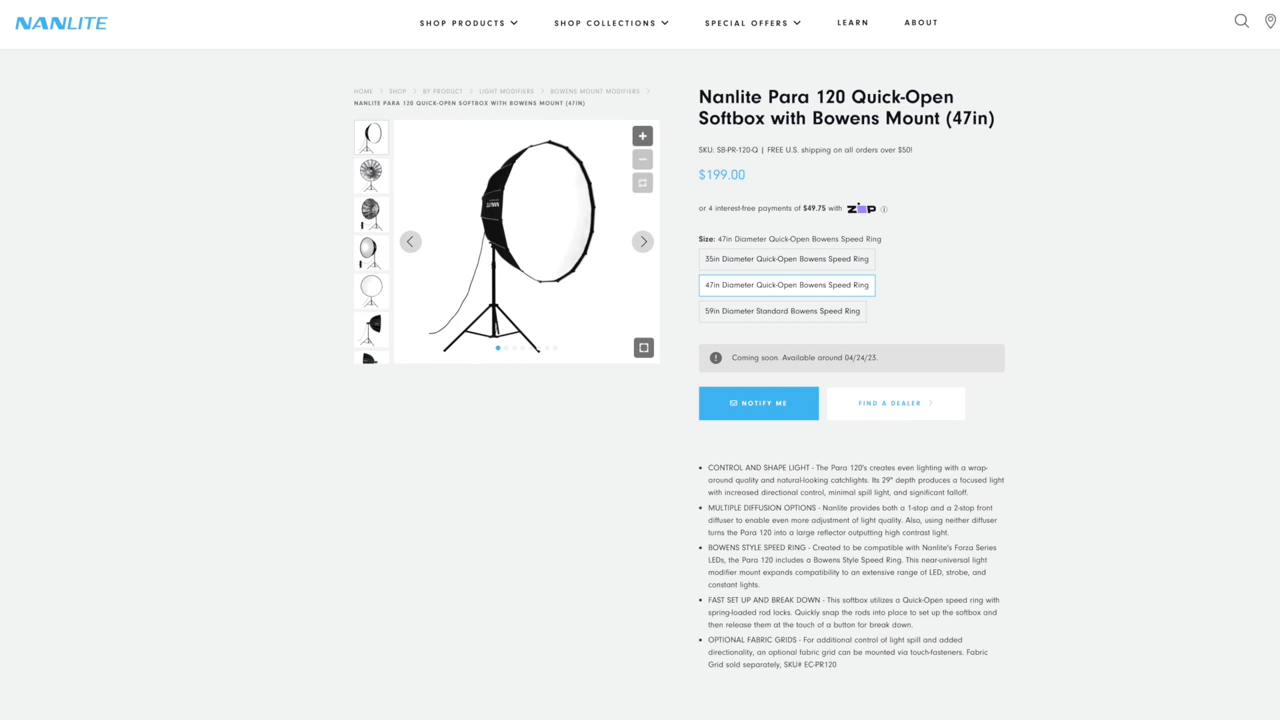 NANLITE
SHOP PRODUCTS
SHOP COLLECTIONS
SPECIAL OFFERS
LEARN
ABOUT
HOME > SHOP > BY PRODUCT > LIGHT MODIFIERS > BOWENS MOUNT MODIFIERS >
NANLITE PARA 120 QUICK-OPEN SOFTBOX WITH BOWENS MOUNT (47IN)
NANLITE
Nanlite Para 120 Quick-Open
Softbox with Bowens Mount (47in)
SKU: SB-PR-120-Q | FREE U.S. shipping on all orders over $50!
$199.00
or 4 interest-free payments of $49.75 with Zip
Size: 47in Diameter Quick-Open Bowens Speed Ring
35in Diameter Quick-Open Bowens Speed Ring
47in Diameter Quick-Open Bowens Speed Ring
59in Diameter Standard Bowens Speed Ring
Coming soon. Available around 04/24/23.
NOTIFY ME
FIND A DEALER >
• CONTROL AND SHAPE LIGHT - The Para 120's creates even lighting with a wrap-
around quality and natural-looking catchlights. Its 29" depth produces a focused light
with increased directional control, minimal spill light, and significant falloff.
• MULTIPLE DIFFUSION OPTIONS - Nanlite provides both a 1-stop and a 2-stop front
diffuser to enable even more adjustment of light quality. Also, using neither diffuser
turns the Para 120 into a large reflector outputting high contrast light.
• BOWENS STYLE SPEED RING - Created to be compatible with Nanlite's Forza Series
LEDs, the Para 120 includes a Bowens Style Speed Ring. This near-universal light
modifier mount expands compatibility to an extensive range of LED, strobe, and
constant lights.
• FAST SET UP AND BREAK DOWN - This softbox utilizes a Quick-Open speed ring with
spring-loaded rod locks. Quickly snap the rods into place to set up the softbox and
then release them at the touch of a button for break down.
• OPTIONAL FABRIC GRIDS - For additional control of light spill and added
directionality, an optional fabric grid can be mounted via touch-fasteners. Fabric
Grid sold separately, SKU# EC-PR120